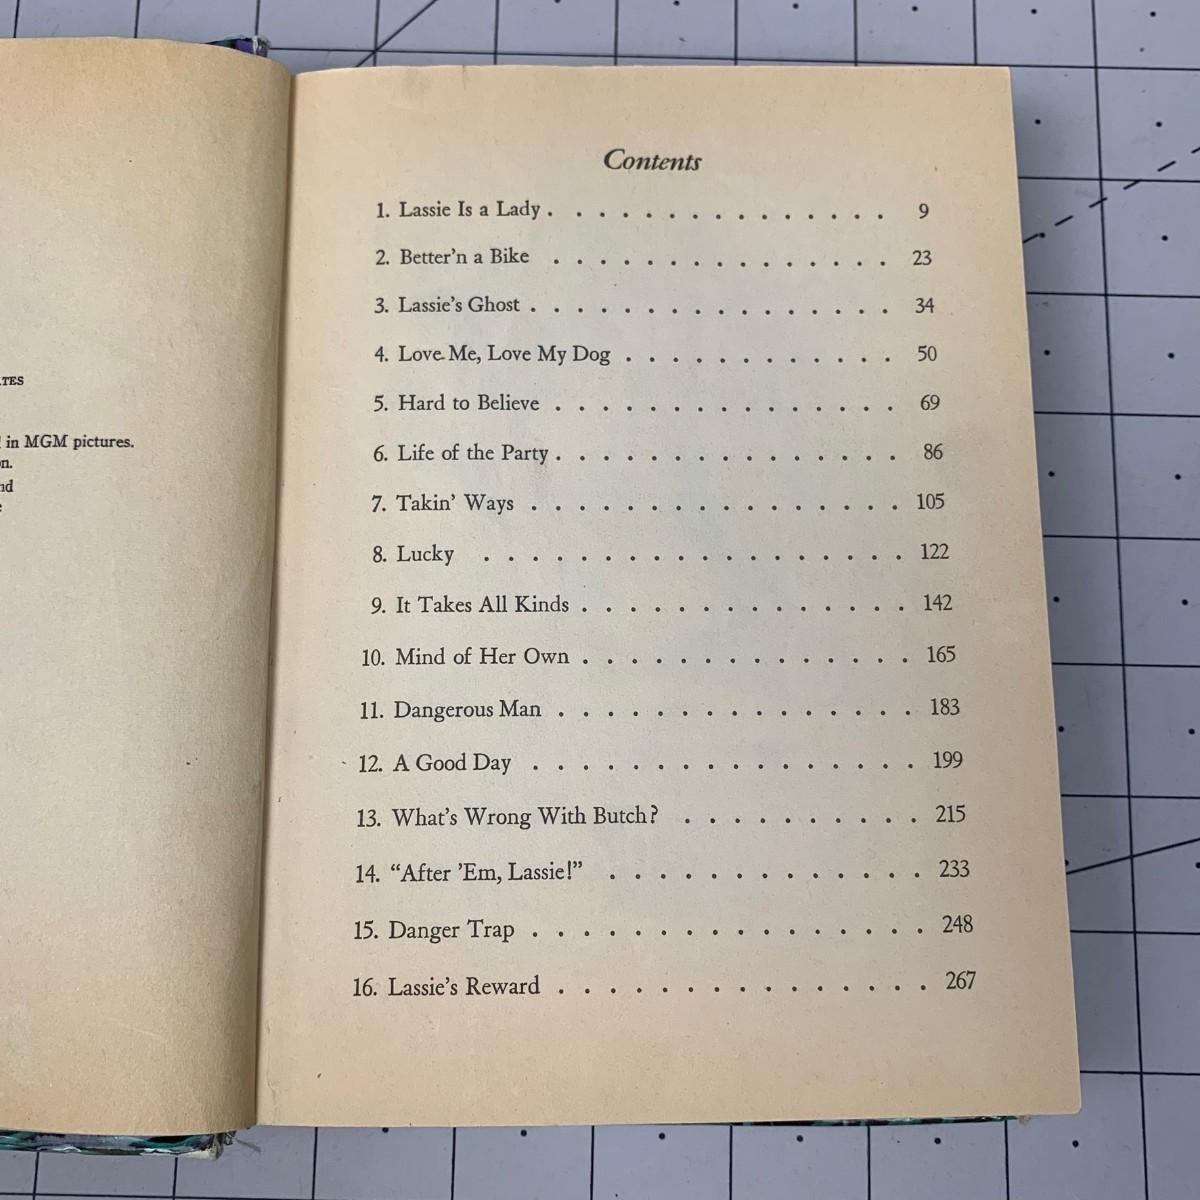 TES
in MGM pictures.
n.
nd
Contents
1. Lassie Is a Lady . . . . . . . . . . . . . . . 9
2. Better'n a Bike . . . . . . . . . . . . . . . 23
3. Lassie's Ghost . . . . . . . . . . . . . . . . 34
4. Love Me, Love My Dog . . . . . . . . . . . . 50
5. Hard to Believe . . . . . . . . . . . . . . . 69
6. Life of the Party . . . . . . . . . . . . . . . 86
7. Takin' Ways . . . . . . . . . . . . . . . . 105
8. Lucky . . . . . . . . . . . . . . . . . . 122
9. It Takes All Kinds . . . . . . . . . . . . . . 142
10. Mind of Her Own . . . . . . . . . . . . . . 165
11. Dangerous Man . . . . . . . . . . . . . . . 183
12. A Good Day . . . . . . . . . . . . . . . . 199
13. What's Wrong With Butch? . . . . . . . . . . 215
14. “After 'Em, Lassie!” . . . . . . . . . . . . . 233
15. Danger Trap . . . . . . . . . . . . . . . . 248
16. Lassie's Reward . . . . . . . . . . . . . . . 267